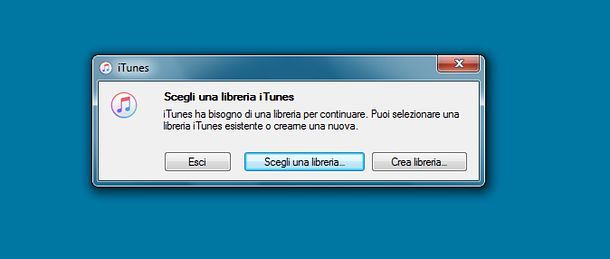 iTunes
Scegli una libreria iTunes
iTunes ha bisogno di una libreria per continuare. Puoi selezionare una
libreria iTunes esistente o crearne una nuova.
Esci
Scegli una libreria...
Crea libreria...